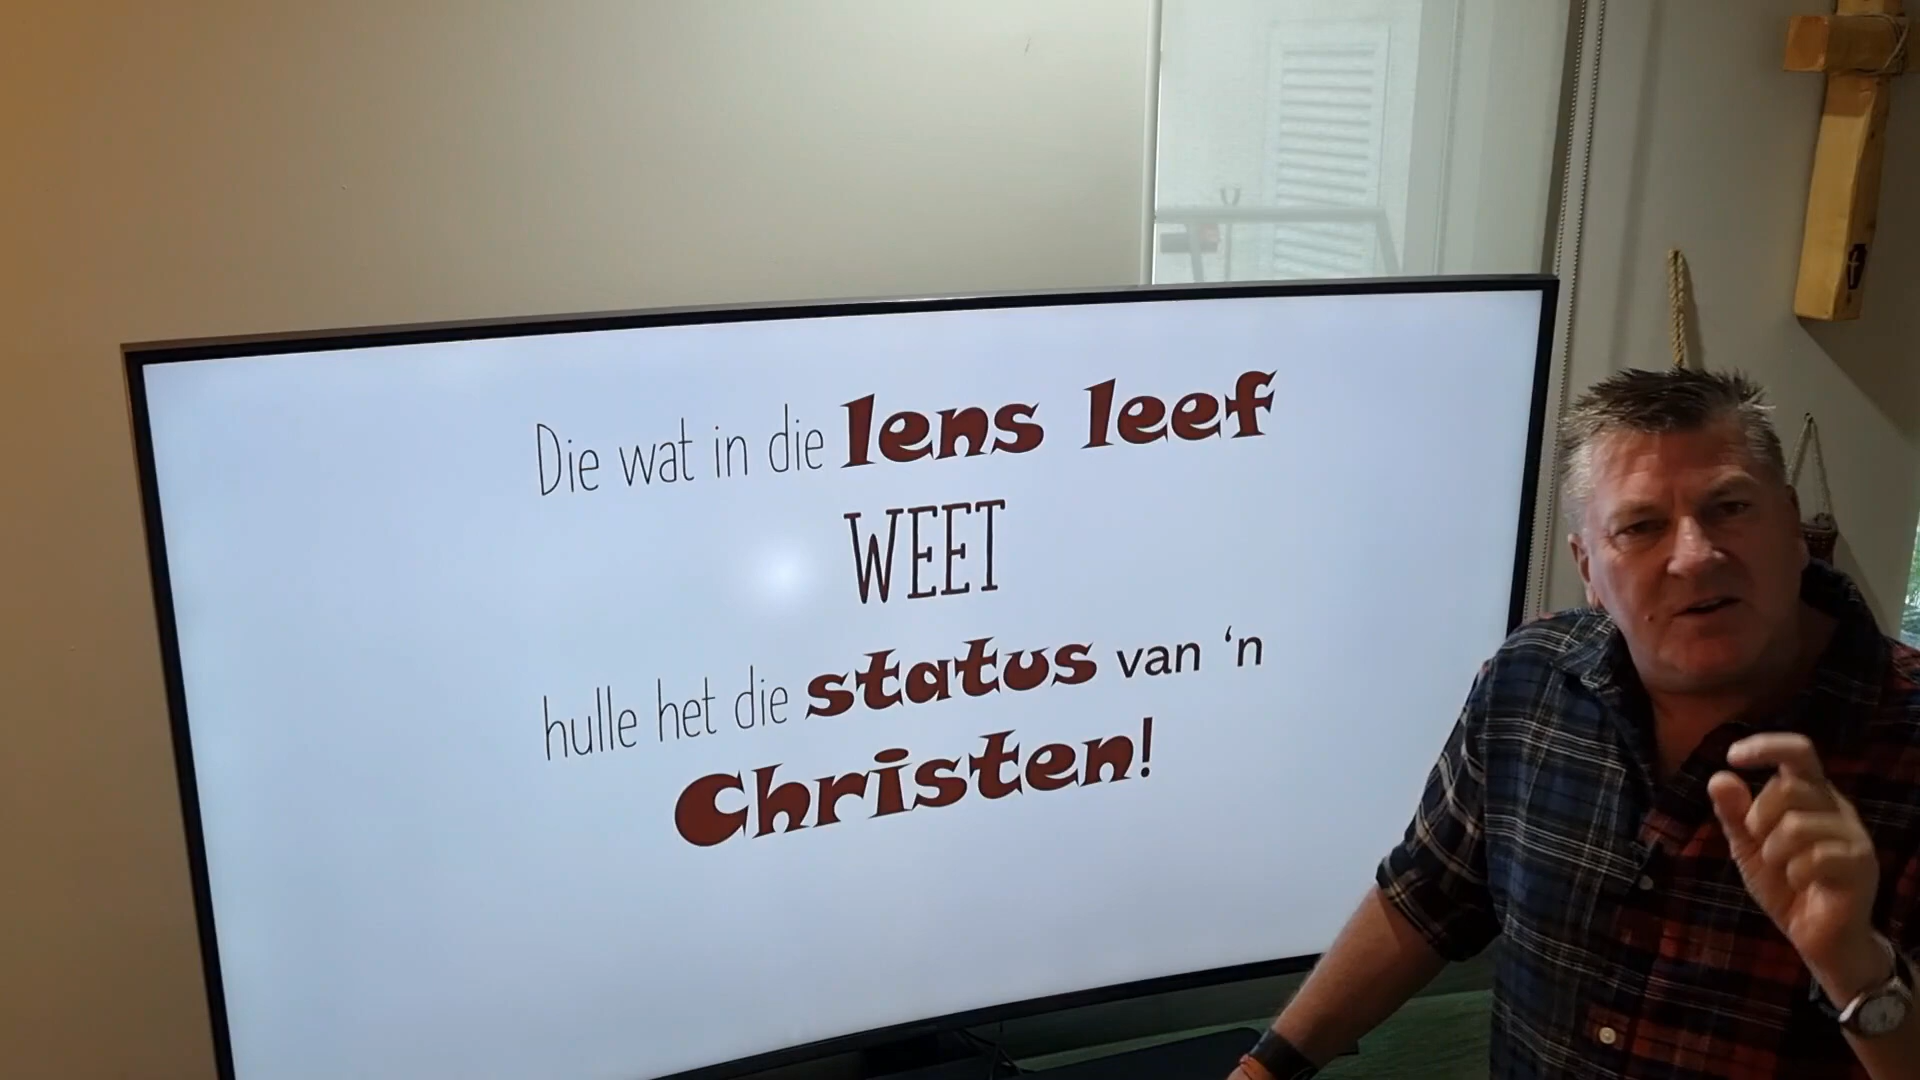 Die wat in die lens leef
WEET
hulle het die status van ‘n
Christen!